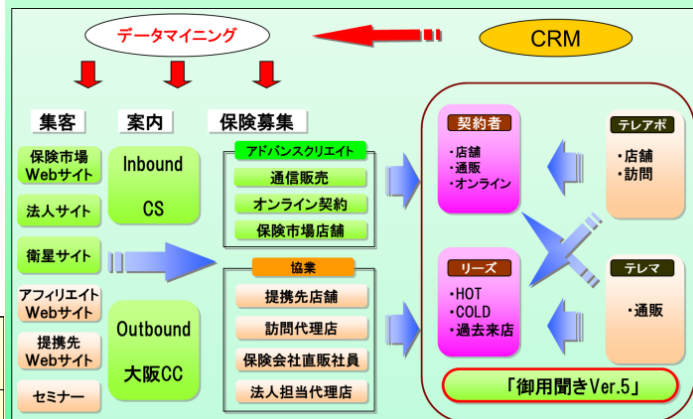 データマイニング
CRM
集客
案内
保険募集
保険市場
Webサイト
法人サイト
衛星サイト
アフィリエイト
Webサイト
提携先
Webサイト
セミナー
Inbound
CS
Outbound
大阪CC
アドバンスクリエイト
通信販売
オンライン契約
保険市場店舗
協業
提携先店舗
訪問代理店
保険会社直販社員
法人担当代理店
契約者
・店舗
・通販
・オンライン
リーズ
・HOT
・COLD
・過去来店
テレアポ
・店舗
・訪問
テレマ
・通販
「御用聞きVer.5」